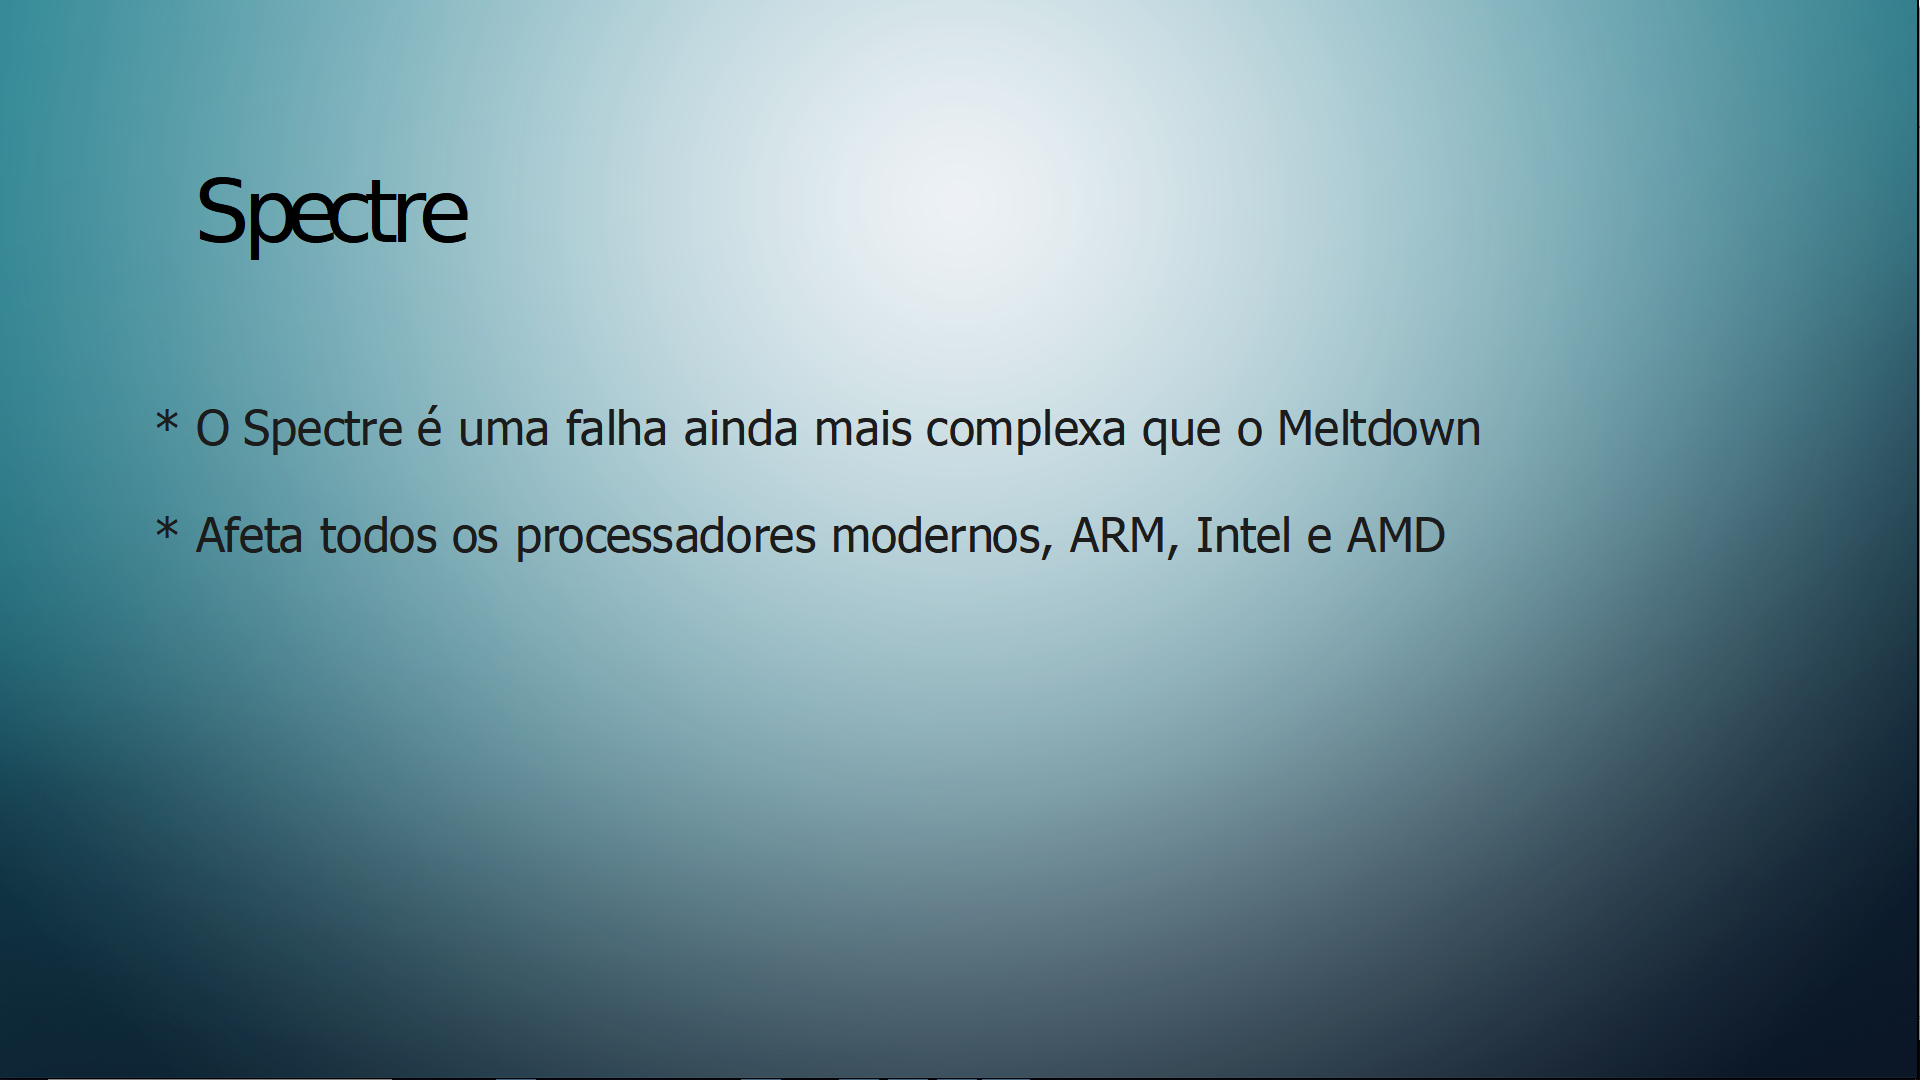 Spectre
* O Spectre é uma falha ainda mais complexa que o Meltdown
* Afeta todos os processadores modernos, ARM, Intel e AMD